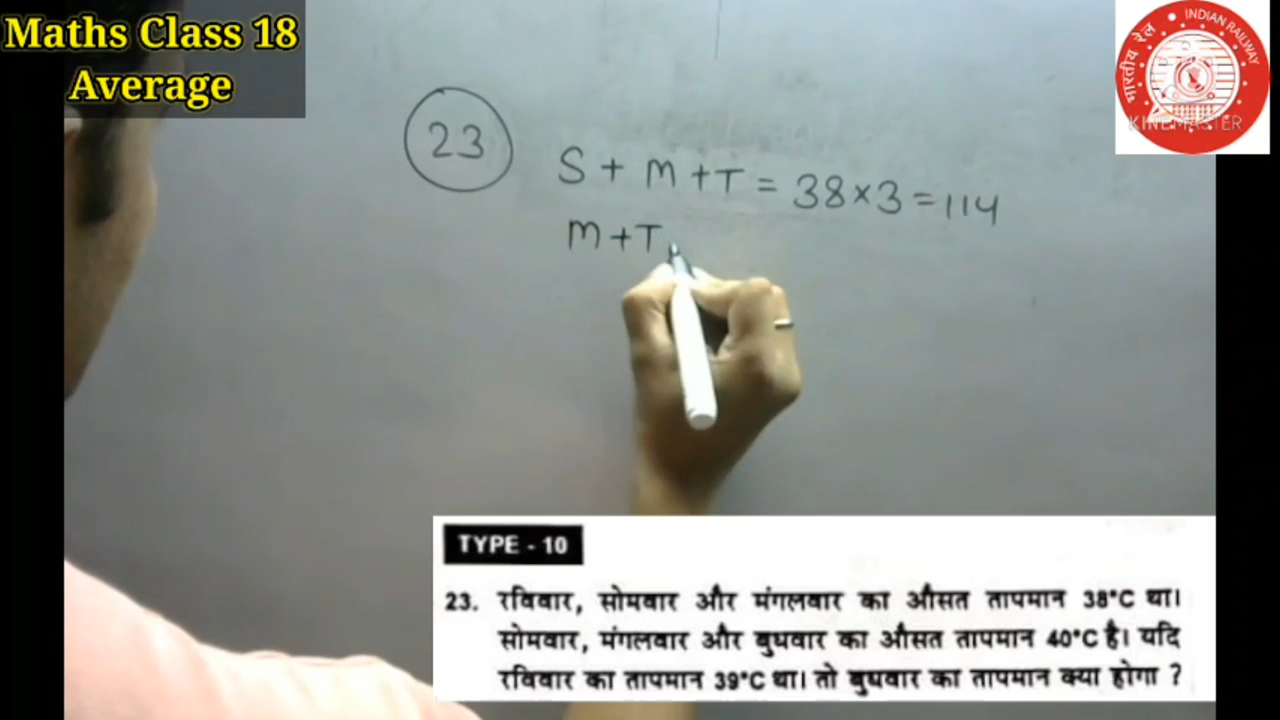 Maths Class 18
Average
भारतीय रेल INDIAN RAILWAY
KINEMASTER
23
S + M + T = 38 × 3 = 114
M + T
TYPE - 10
23. रविवार, सोमवार और मंगलवार का औसत तापमान 38°C था।
सोमवार, मंगलवार और बुधवार का औसत तापमान 40°C है। यदि
रविवार का तापमान 39°C था। तो बुधवार का तापमान क्या होगा ?